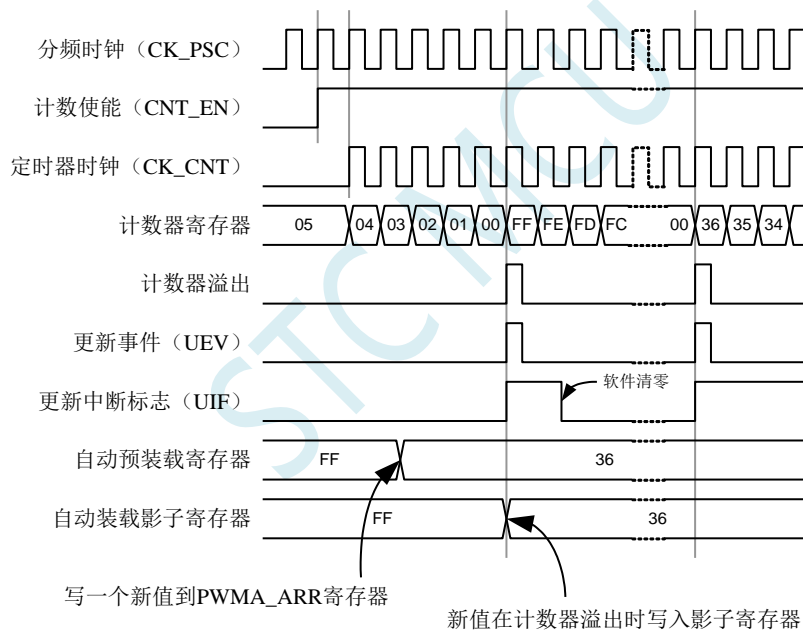 分频时钟（CK_PSC）
计数使能（CNT_EN）
定时器时钟（CK_CNT）
计数器寄存器 05 04 03 02 01 00 FF FE FD FC 00 36 35 34
计数器溢出
更新事件（UEV）
更新中断标志（UIF） 软件清零
自动预装载寄存器 FF 36
自动装载影子寄存器 FF 36
写一个新值到PWMA_ARR寄存器
新值在计数器溢出时写入影子寄存器
STC MCU